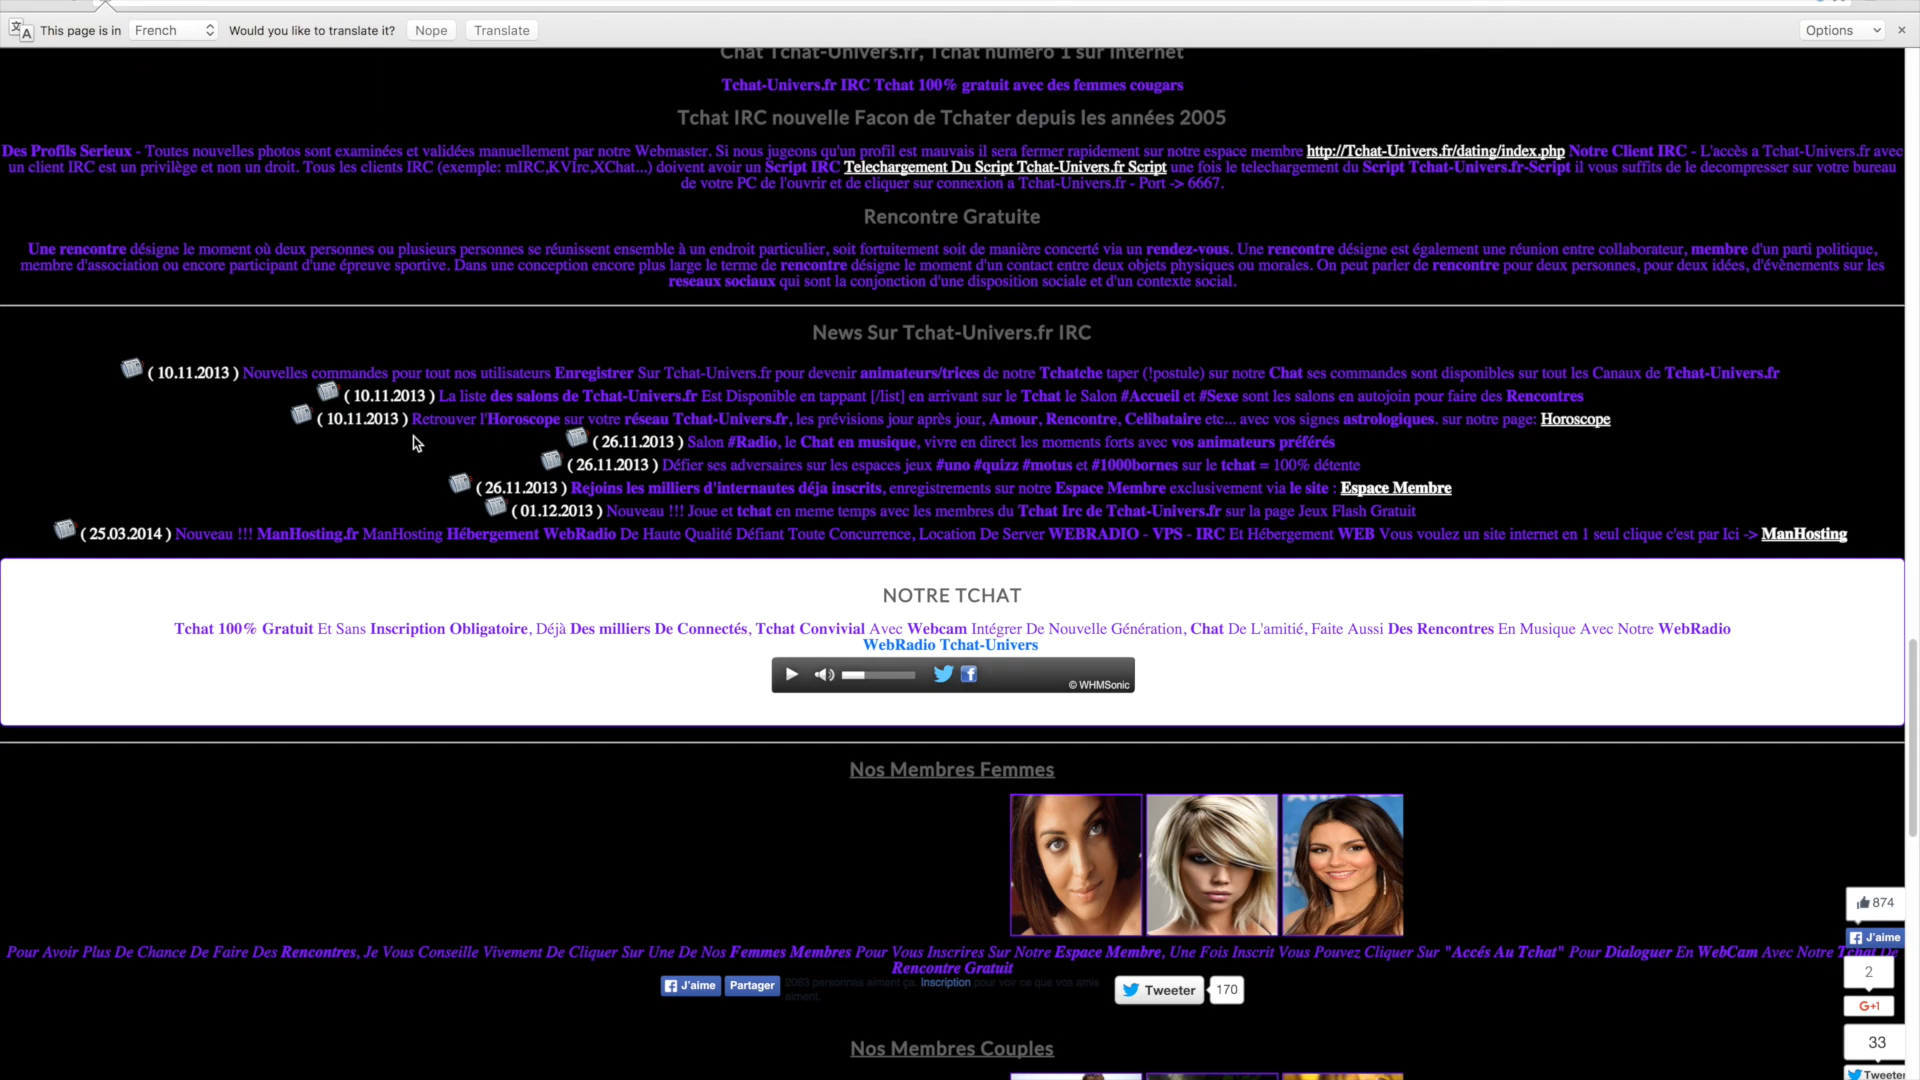 This page is in French Would you like to translate it? Nope Translate Options ×
Chat Tchat-Univers.fr, Tchat numéro 1 sur Internet
Tchat-Univers.fr IRC Tchat 100% gratuit avec des femmes cougars
Tchat IRC nouvelle Facon de Tchater depuis les années 2005
Des Profils Serieux - Toutes nouvelles photos sont examinées et validées manuellement par notre Webmaster. Si nous jugeons qu'un profil est mauvais il sera fermer rapidement sur notre espace membre http://Tchat-Univers.fr/dating/index.php Notre Client IRC - L'accès a Tchat-Univers.fr avec
un client IRC est un privilège et non un droit. Tous les clients IRC (exemple: mIRC,KVIrc,XChat...) doivent avoir un Script IRC Telechargement Du Script Tchat-Univers.fr Script une fois le telechargement du Script Tchat-Univers.fr-Script il vous suffits de le decompresser sur votre bureau
de votre PC de l'ouvrir et de cliquer sur connexion a Tchat-Univers.fr - Port -> 6667.
Rencontre Gratuite
Une rencontre désigne le moment où deux personnes ou plusieurs personnes se réunissent ensemble à un endroit particulier, soit fortuitement soit de manière concerté via un rendez-vous. Une rencontre désigne est également une réunion entre collaborateur, membre d'un parti politique,
membre d'association ou encore participant d'une épreuve sportive. Dans une conception encore plus large le terme de rencontre désigne le moment d'un contact entre deux objets physiques ou morales. On peut parler de rencontre pour deux personnes, pour deux idées, d'évènements sur les
reseaux sociaux qui sont la conjonction d'une disposition sociale et d'un contexte social.
News Sur Tchat-Univers.fr IRC
( 10.11.2013 ) Nouvelles commandes pour tout nos utilisateurs Enregistrer Sur Tchat-Univers.fr pour devenir animateurs/trices de notre Tchatche taper (!postule) sur notre Chat ses commandes sont disponibles sur tout les Canaux de Tchat-Univers.fr
( 10.11.2013 ) La liste des salons de Tchat-Univers.fr Est Disponible en tappant [/list] en arrivant sur le Tchat le Salon #Accueil et #Sexe sont les salons en autojoin pour faire des Rencontres
( 10.11.2013 ) Retrouver l'Horoscope sur votre réseau Tchat-Univers.fr, les prévisions jour après jour, Amour, Rencontre, Celibataire etc... avec vos signes astrologiques. sur notre page: Horoscope
( 26.11.2013 ) Salon #Radio, le Chat en musique, vivre en direct les moments forts avec vos animateurs préférés
( 26.11.2013 ) Défier ses adversaires sur les espaces jeux #uno #quizz #motus et #1000bornes sur le tchat = 100% détente
( 26.11.2013 ) Rejoins les milliers d'internautes déja inscrits, enregistrements sur notre Espace Membre exclusivement via le site : Espace Membre
( 01.12.2013 ) Nouveau !!! Joue et tchat en meme temps avec les membres du Tchat Irc de Tchat-Univers.fr sur la page Jeux Flash Gratuit
( 25.03.2014 ) Nouveau !!! ManHosting.fr ManHosting Hébergement WebRadio De Haute Qualité Défiant Toute Concurrence, Location De Server WEBRADIO - VPS - IRC Et Hébergement WEB Vous voulez un site internet en 1 seul clique c'est par Ici -> ManHosting
NOTRE TCHAT
Tchat 100% Gratuit Et Sans Inscription Obligatoire, Déjà Des milliers De Connectés, Tchat Convivial Avec Webcam Intégrer De Nouvelle Génération, Chat De L'amitié, Faite Aussi Des Rencontres En Musique Avec Notre WebRadio
WebRadio Tchat-Univers
© WHMSonic
Nos Membres Femmes
874
J'aime
Pour Avoir Plus De Chance De Faire Des Rencontres, Je Vous Conseille Vivement De Cliquer Sur Une De Nos Femmes Membres Pour Vous Inscrires Sur Notre Espace Membre, Une Fois Inscrit Vous Pouvez Cliquer Sur "Accés Au Tchat" Pour Dialoguer En WebCam Avec Notre Tchat De
Rencontre Gratuit
2
J'aime Partager 2063 personnes aiment ça. Inscription pour voir ce que vos amis
aiment.
Tweeter 170
G+1
33
Nos Membres Couples
Tweeter